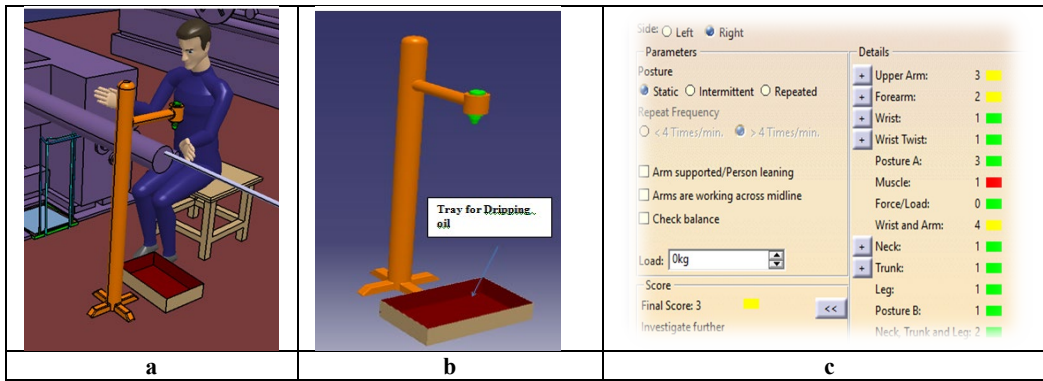 Tray for Dripping
oil
Side: Left Right
Parameters
Posture
Static Intermittent Repeated
Repeat Frequency
< 4 Times/min. > 4 Times/min.
Arm supported/Person leaning
Arms are working across midline
Check balance
Load: 0kg
Score
Final Score: 3
<<
Investigate further
Details
+ Upper Arm: 3
+ Forearm: 2
+ Wrist: 1
+ Wrist Twist: 1
Posture A: 3
Muscle: 1
Force/Load: 0
Wrist and Arm: 4
+ Neck: 1
+ Trunk: 1
Leg: 1
Posture B: 1
Neck, Trunk and Leg: 2
a
b
c